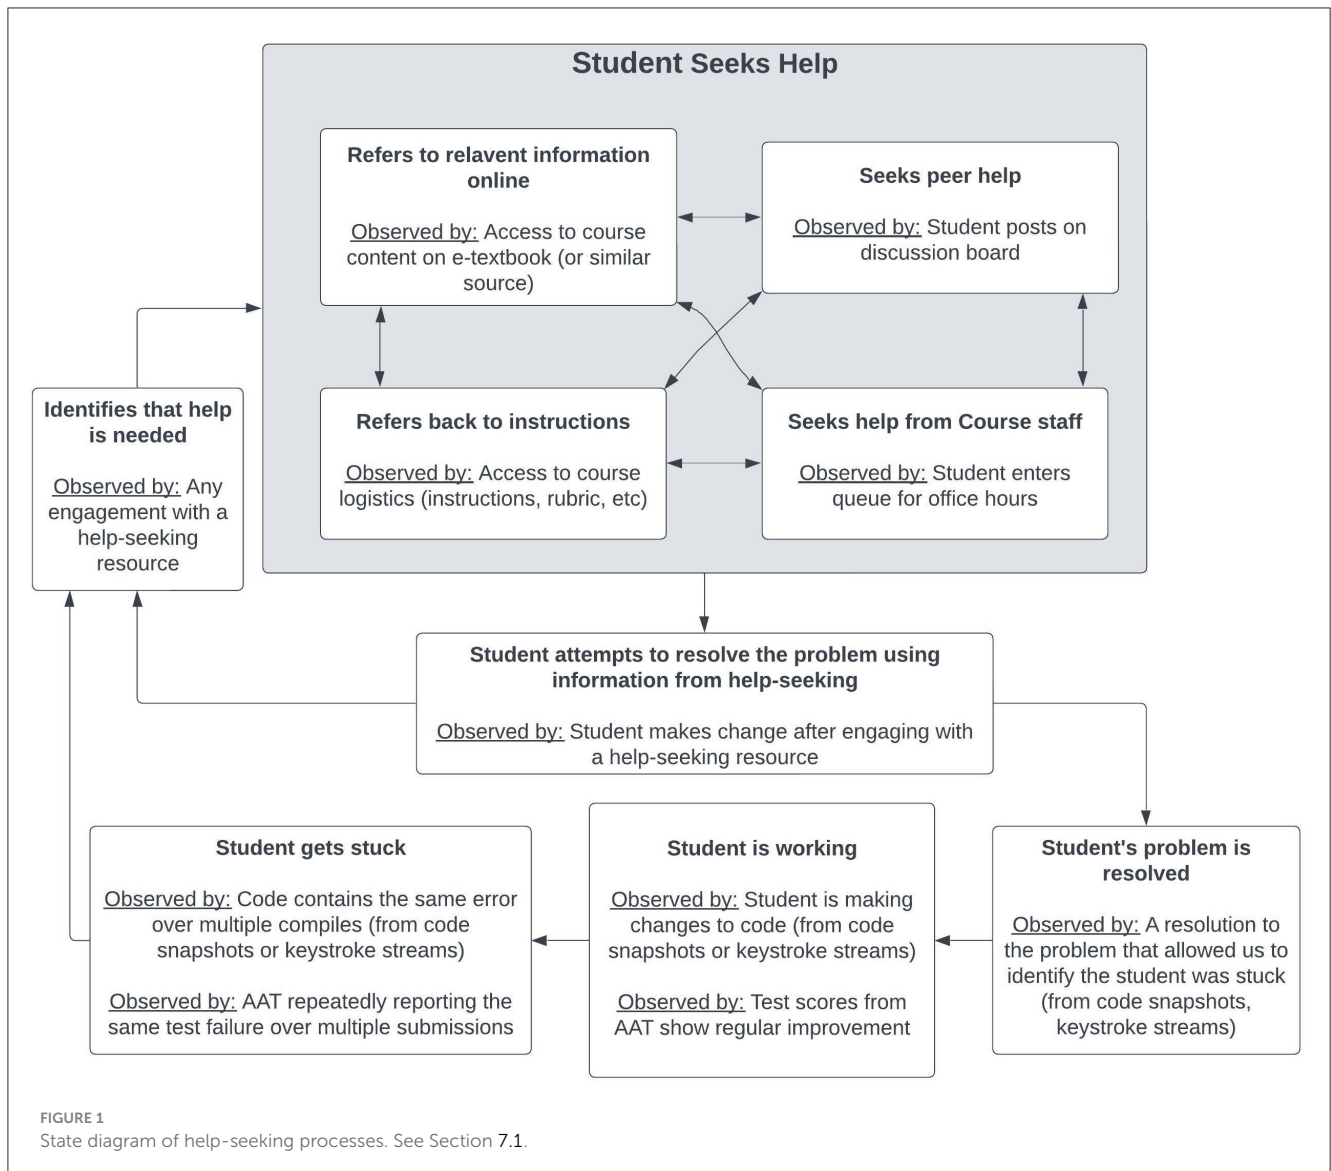 Student Seeks Help
Refers to relavent information
online
Observed by: Access to course
content on e-textbook (or similar
source)
Seeks peer help
Observed by: Student posts on
discussion board
Refers back to instructions
Observed by: Access to course
logistics (instructions, rubric, etc)
Seeks help from Course staff
Observed by: Student enters
queue for office hours
Identifies that help
is needed
Observed by: Any
engagement with a
help-seeking
resource
Student attempts to resolve the problem using
information from help-seeking
Observed by: Student makes change after engaging with
a help-seeking resource
Student gets stuck
Observed by: Code contains the same error
over multiple compiles (from code
snapshots or keystroke streams)
Observed by: AAT repeatedly reporting the
same test failure over multiple submissions
Student is working
Observed by: Student is making
changes to code (from code
snapshots or keystroke streams)
Observed by: Test scores from
AAT show regular improvement
Student's problem is
resolved
Observed by: A resolution to
the problem that allowed us to
identify the student was stuck
(from code snapshots,
keystroke streams)
FIGURE 1
State diagram of help-seeking processes. See Section 7.1.